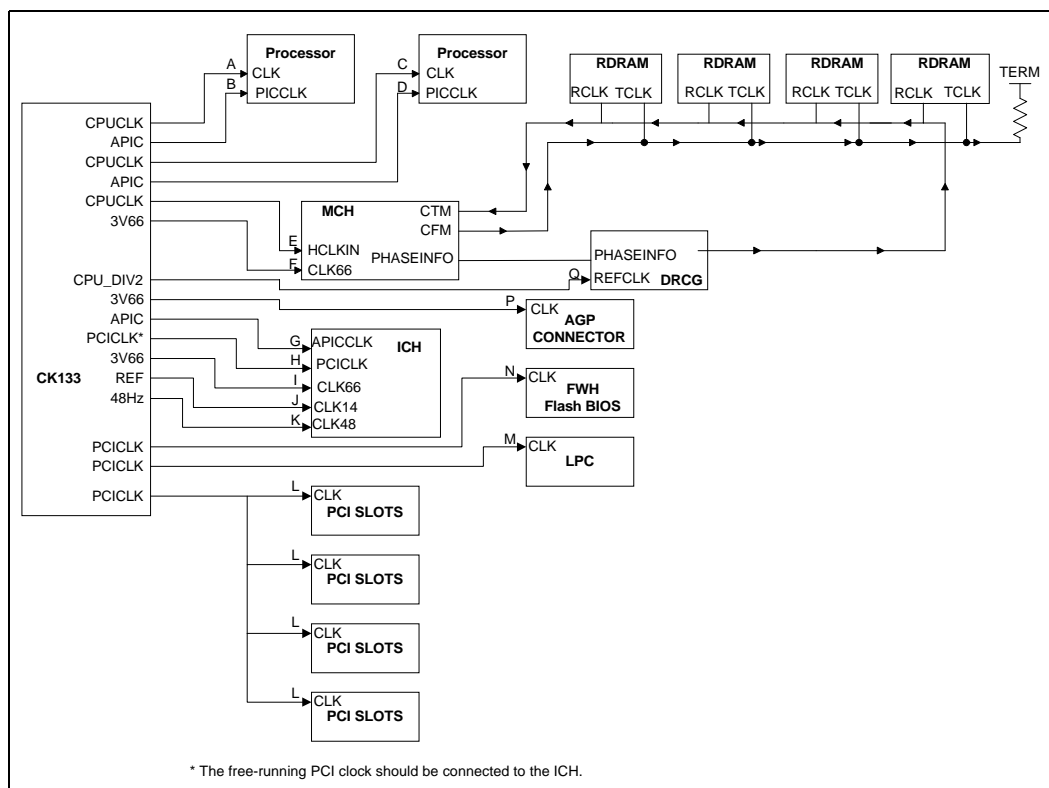 Processor
A
CLK
B
PICCLK
Processor
C
CLK
D
PICCLK
RDRAM
RCLK TCLK
RDRAM
RCLK TCLK
RDRAM
RCLK TCLK
RDRAM
RCLK TCLK
TERM
CK133
CPUCLK
APIC
CPUCLK
APIC
CPUCLK
3V66
CPU_DIV2
3V66
APIC
PCICLK*
3V66
REF
48Hz
PCICLK
PCICLK
PCICLK
MCH
CTM
CFM
E
HCLKIN
PHASEINFO
F
CLK66
PHASEINFO
Q
REFCLK
DRCG
P
CLK
AGP
CONNECTOR
G
APICCLK
ICH
H
PCICLK
I
CLK66
J
CLK14
K
CLK48
N
CLK
FWH
Flash BIOS
M
CLK
LPC
L
CLK
PCI SLOTS
L
CLK
PCI SLOTS
L
CLK
PCI SLOTS
L
CLK
PCI SLOTS
* The free-running PCI clock should be connected to the ICH.